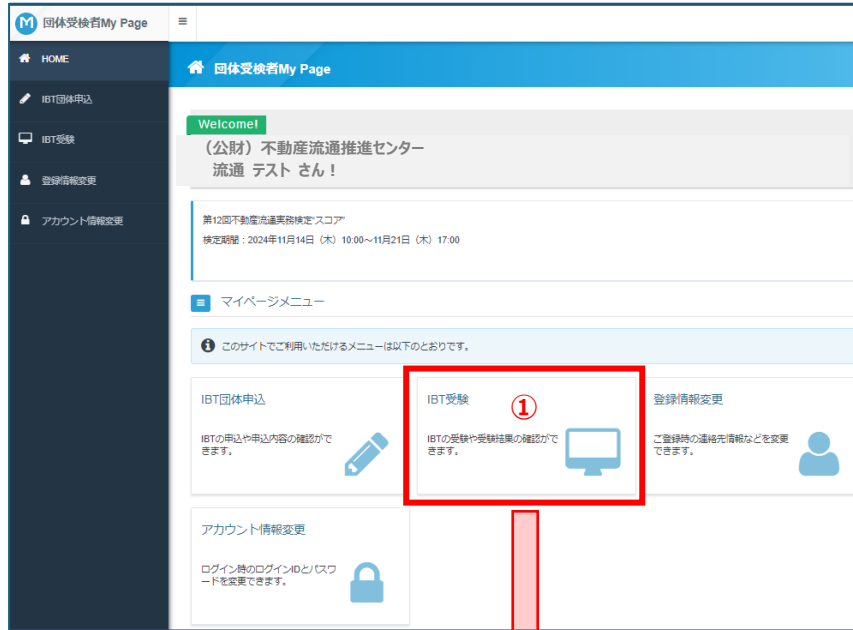 M 団体受検者My Page
HOME
IBT団体申込
IBT受験
登録情報変更
アカウント情報変更
団体受検者My Page
Welcome!
（公財）不動産流通推進センター
流通 テスト さん！
第12回不動産流通実務検定“スコア”
検定期間：2024年11月14日（木）10:00～11月21日（木）17:00
マイページメニュー
このサイトでご利用いただけるメニューは以下のとおりです。
IBT団体申込
IBTの申込や申込内容の確認がで
きます。
IBT受験
①
IBTの受験や受験結果の確認がで
きます。
登録情報変更
ご登録時の連絡先情報などを変更
できます。
アカウント情報変更
ログイン時のログインIDとパスワ
ードを変更できます。